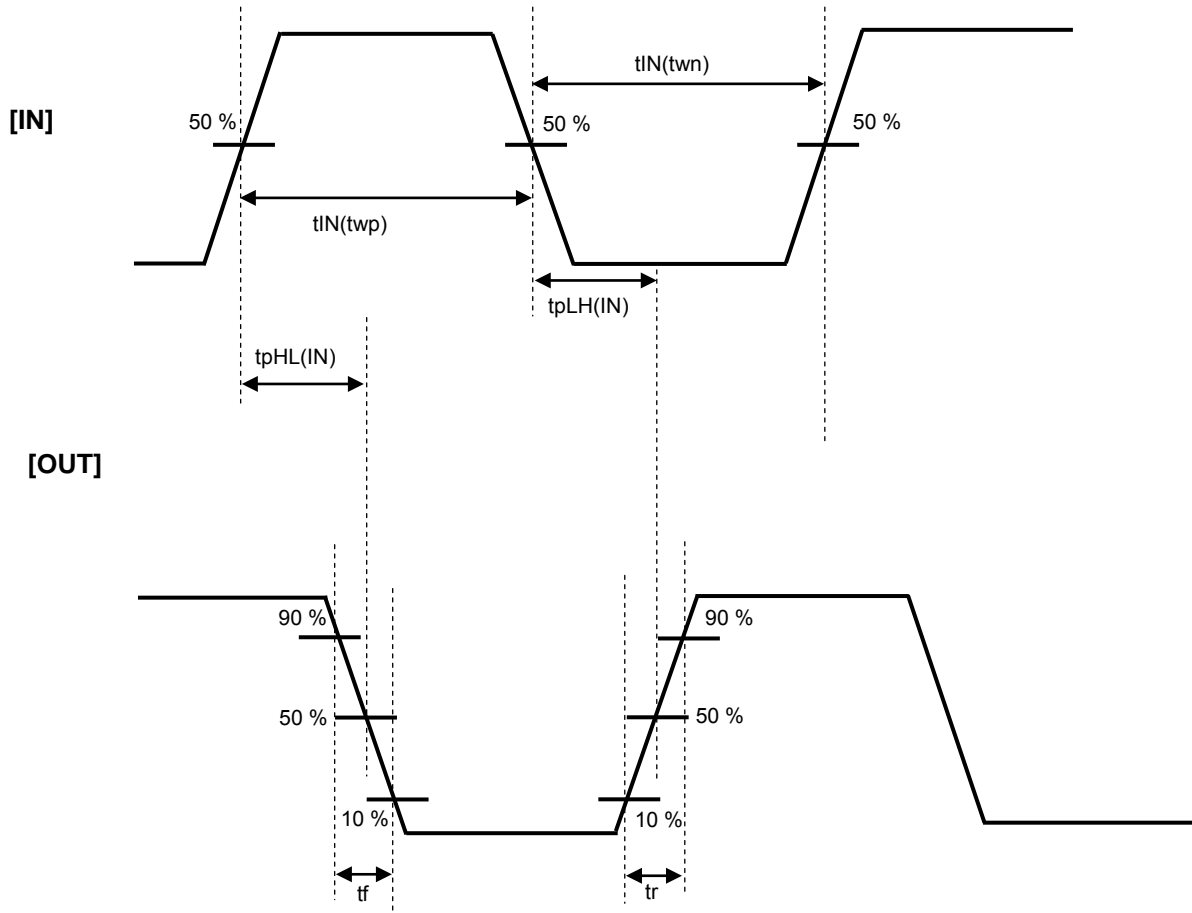 tIN(twn)
[IN]
50 %
50 %
50 %
tIN(twp)
tpLH(IN)
tpHL(IN)
[OUT]
90 %
90 %
50 %
50 %
10 %
10 %
tf
tr